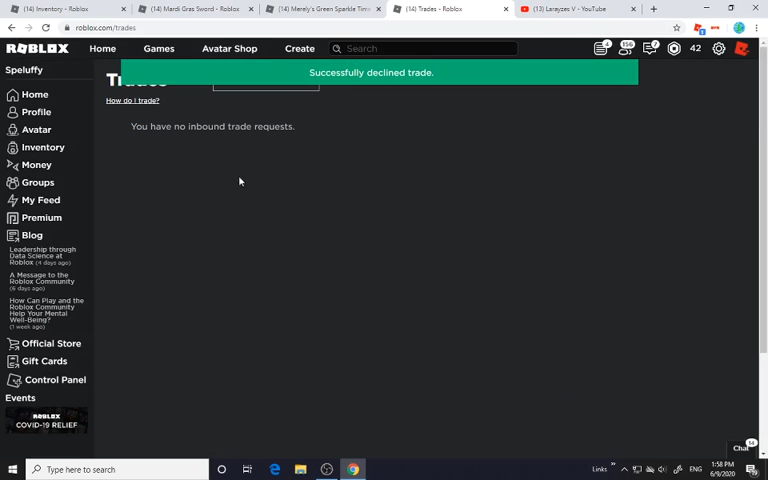 (14) Inventory - Roblox
(14) Mardi Gras Sword - Roblox
(14) Merely's Green Sparkle Time
(14) Trades - Roblox
(13) Larayzes V - YouTube
roblox.com/trades
ROBLOX
Home
Games
Avatar Shop
Create
Search
4
156
7
42
Speluffy
Successfully declined trade.
How do I trade?
You have no inbound trade requests.
Home
Profile
Avatar
Inventory
Money
Groups
My Feed
Premium
Blog
Leadership through
Data Science at
Roblox (4 days ago)
A Message to the
Roblox Community
(6 days ago)
How Can Play and the
Roblox Community
Help Your Mental
Well-Being?
(1 week ago)
Official Store
Gift Cards
Control Panel
Events
ROBLOX
COVID-19 RELIEF
Chat
14
Type here to search
Links
ENG
1:58 PM
6/9/2020